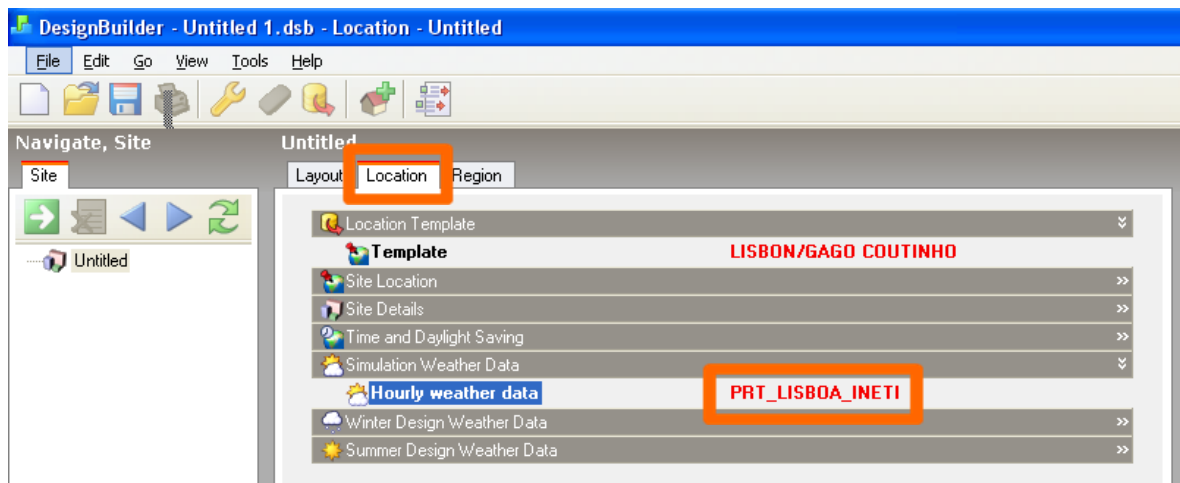 DesignBuilder - Untitled 1.dsb - Location - Untitled
File Edit Go View Tools Help
Navigate, Site
Untitled
Site
Layout Location Region
Location Template
Template LISBON/GAGO COUTINHO
Untitled
Site Location
Site Details
Time and Daylight Saving
Simulation Weather Data
Hourly weather data PRT_LISBOA_INETI
Winter Design Weather Data
Summer Design Weather Data